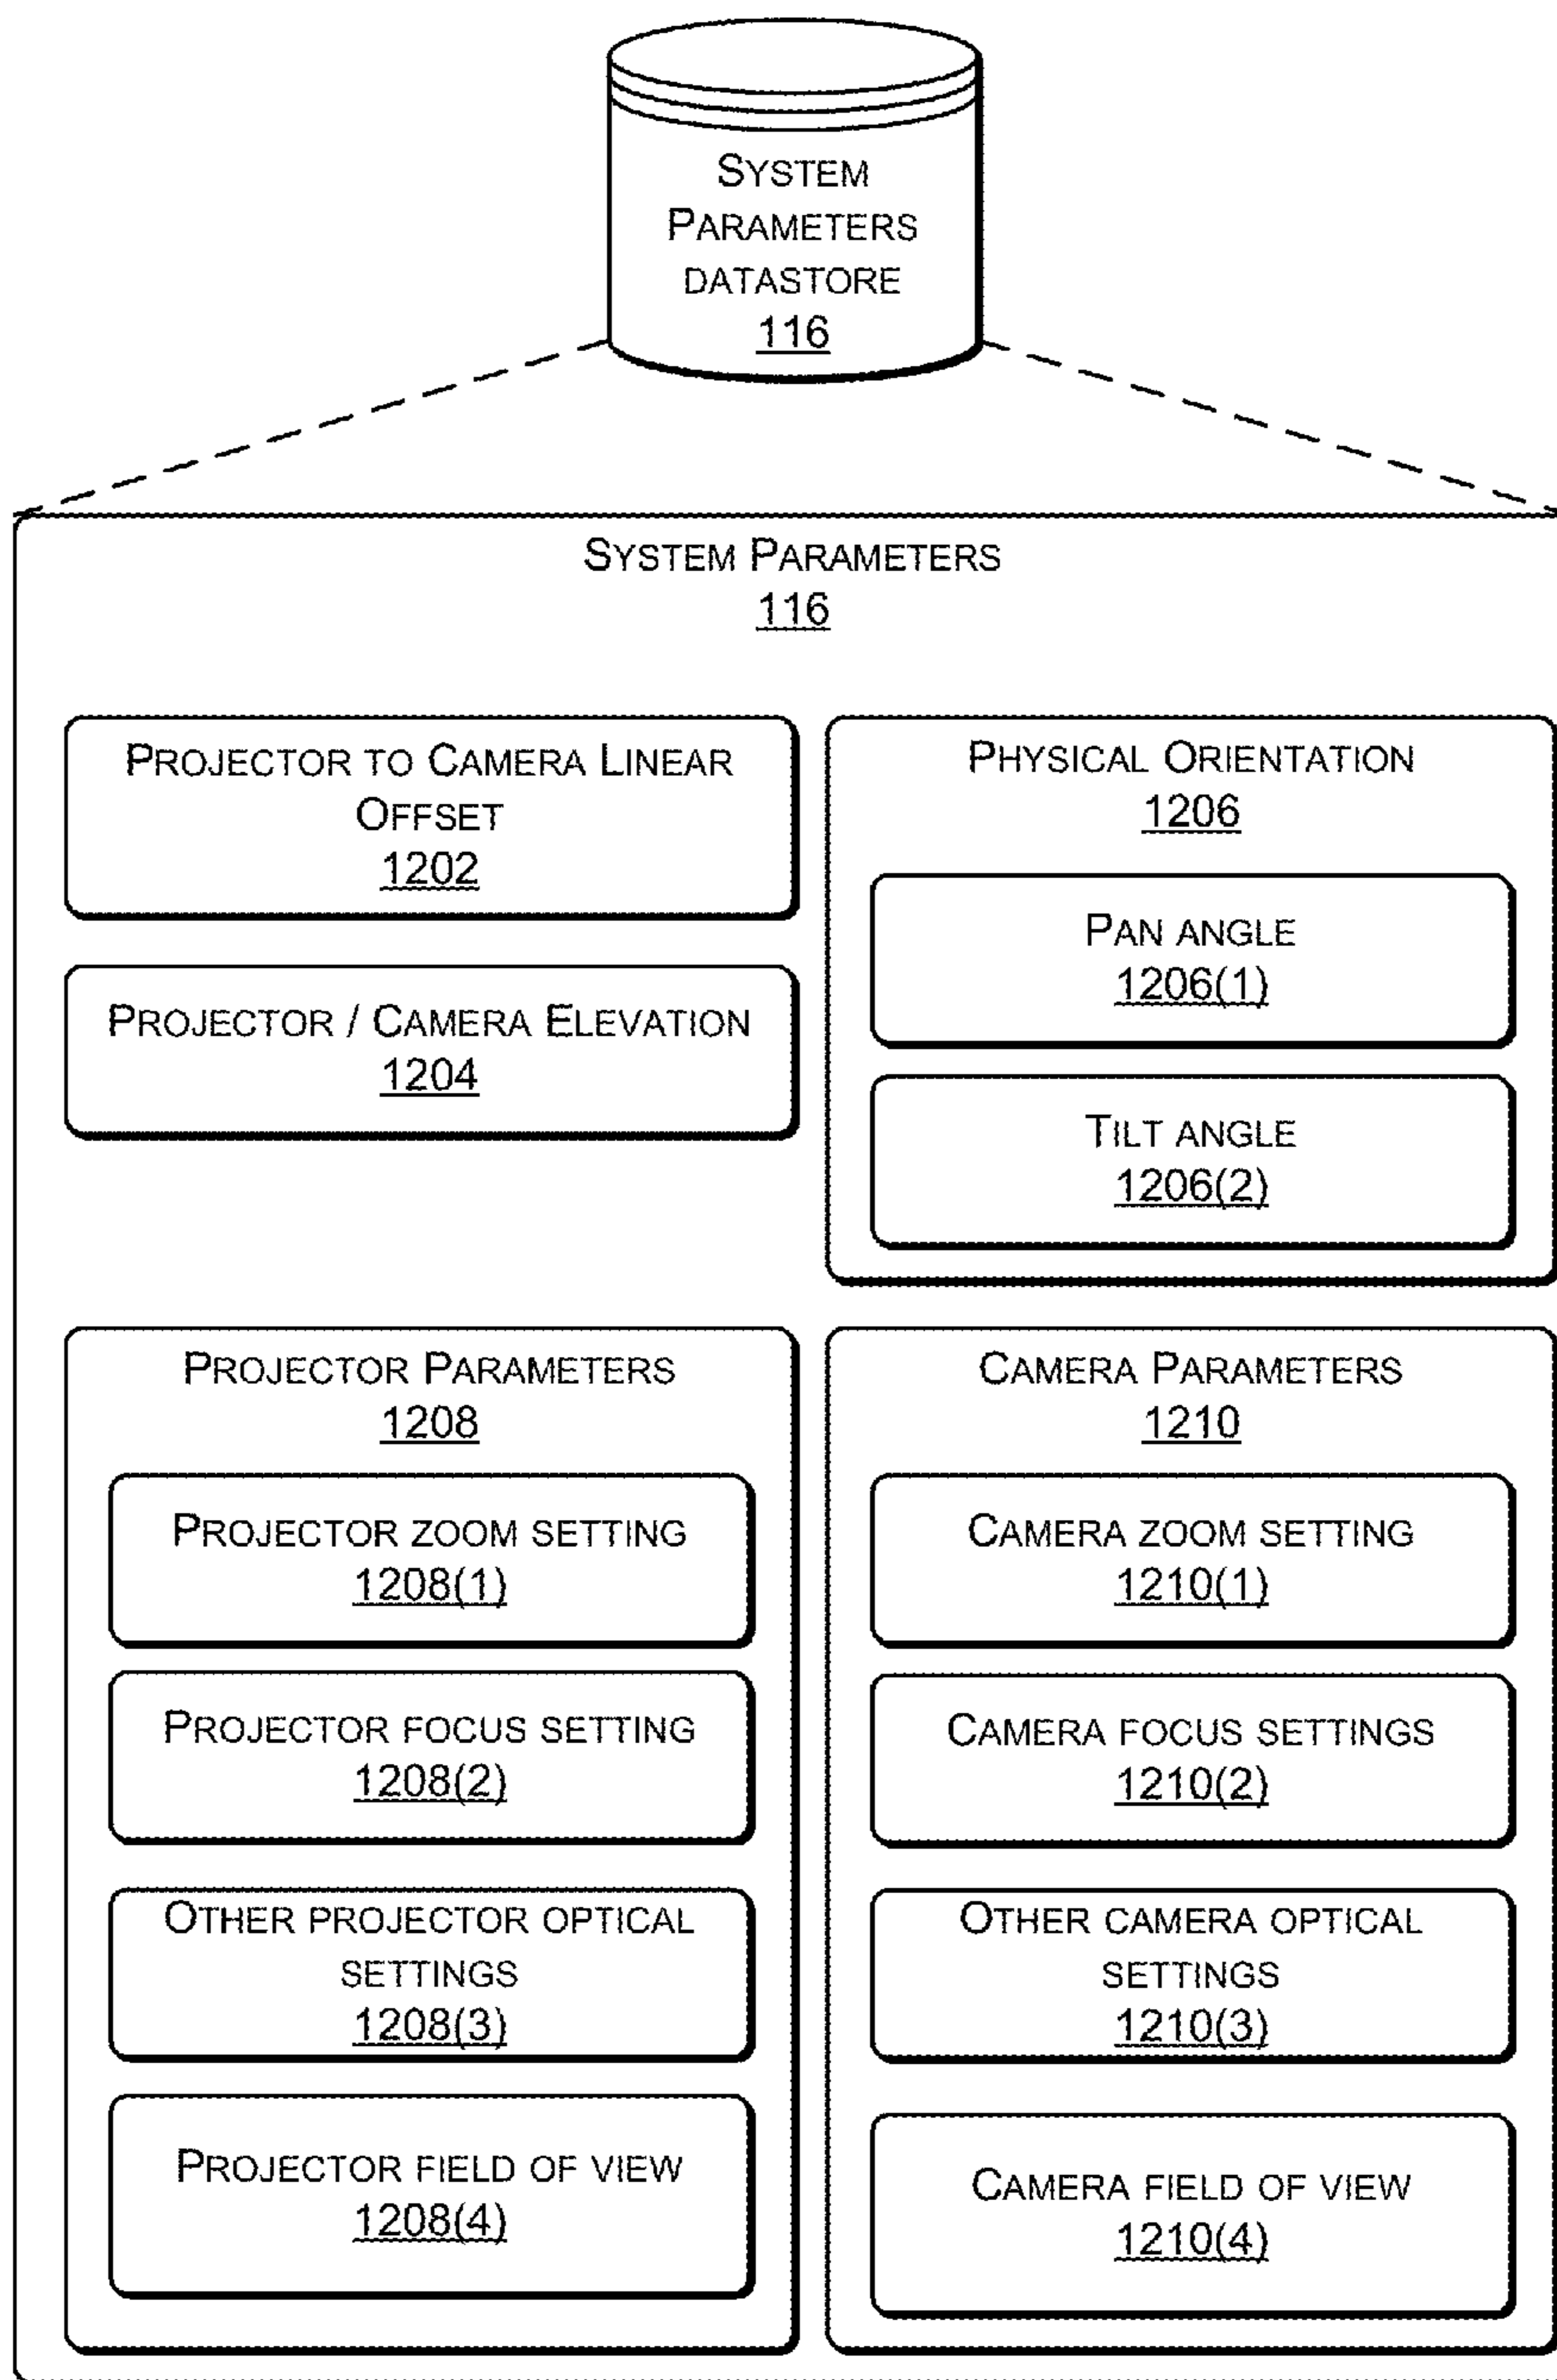 System
Parameters
datastore
116
System Parameters
116
Projector to Camera Linear
Offset
1202
Projector / Camera Elevation
1204
Physical Orientation
1206
Pan angle
1206(1)
Tilt angle
1206(2)
Projector Parameters
1208
Projector zoom setting
1208(1)
Projector focus setting
1208(2)
Other projector optical
settings
1208(3)
Projector field of view
1208(4)
Camera Parameters
1210
Camera zoom setting
1210(1)
Camera focus settings
1210(2)
Other camera optical
settings
1210(3)
Camera field of view
1210(4)